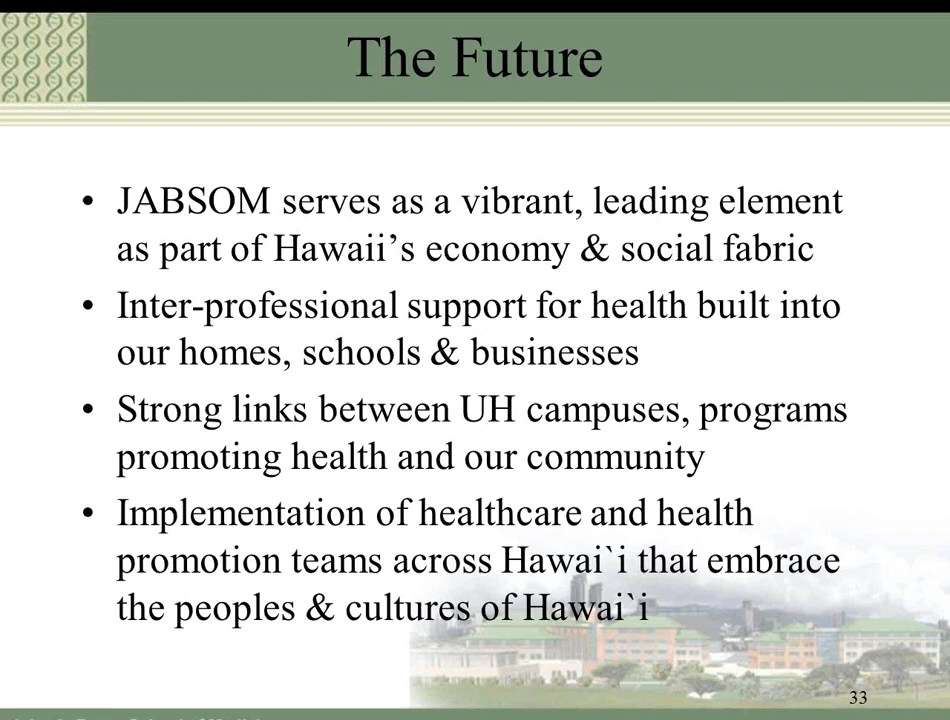 The Future
• JABSOM serves as a vibrant, leading element
as part of Hawaii’s economy & social fabric
• Inter-professional support for health built into
our homes, schools & businesses
• Strong links between UH campuses, programs
promoting health and our community
• Implementation of healthcare and health
promotion teams across Hawai`i that embrace
the peoples & cultures of Hawai`i
33